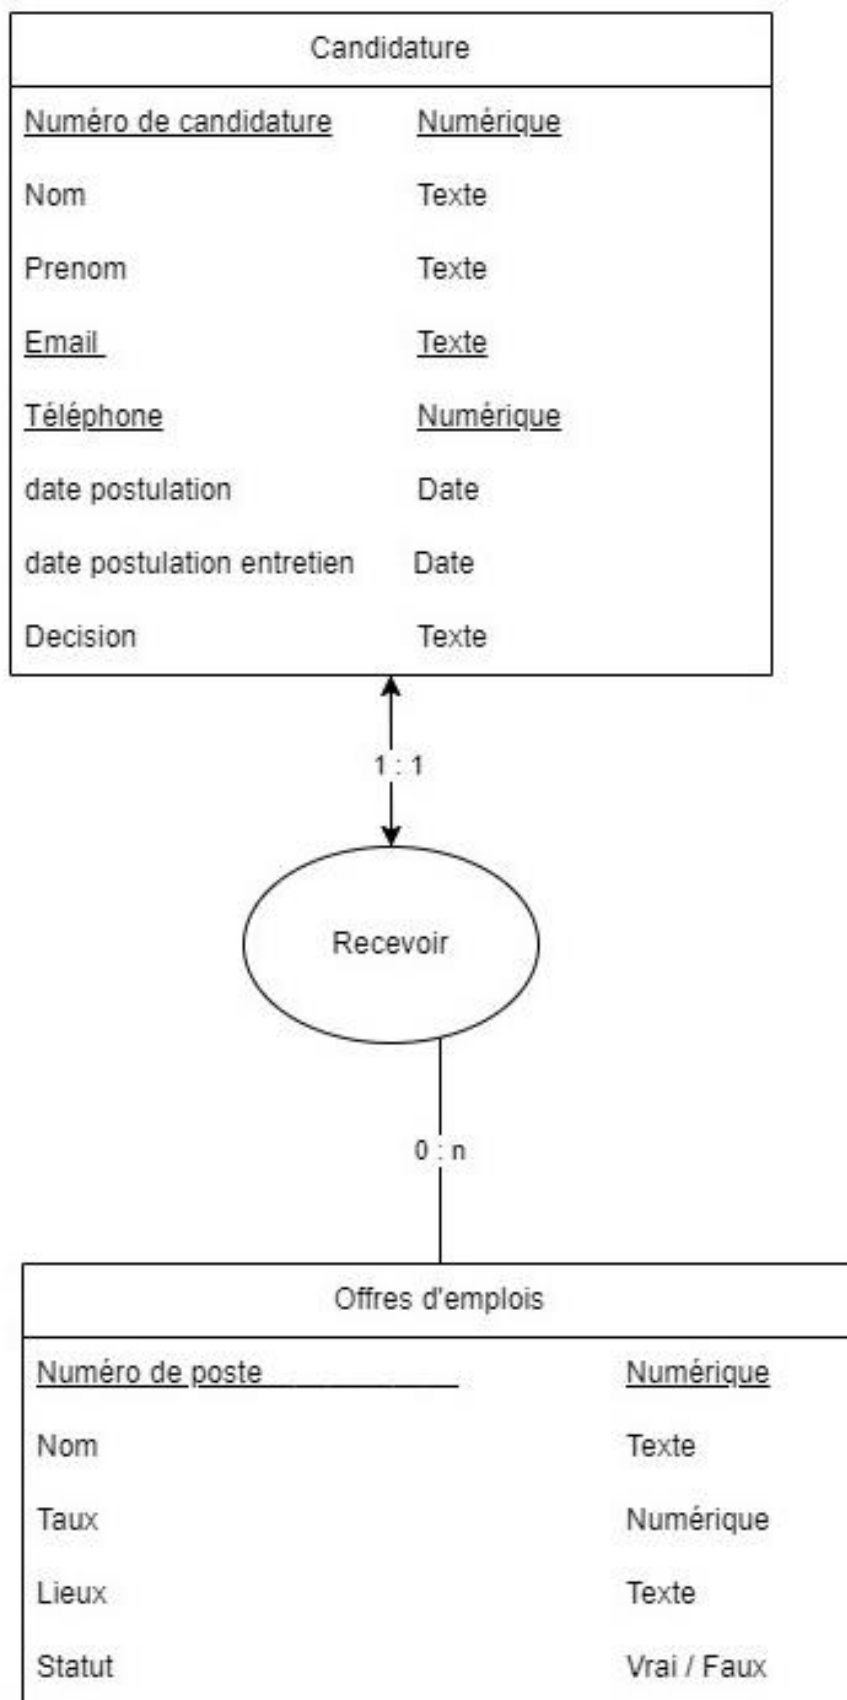 Candidature
Numéro de candidature Numérique
Nom Texte
Prenom Texte
Email Texte
Téléphone Numérique
date postulation Date
date postulation entretien Date
Decision Texte
1 : 1
Recevoir
0 : n
Offres d'emplois
Numéro de poste Numérique
Nom Texte
Taux Numérique
Lieux Texte
Statut Vrai / Faux